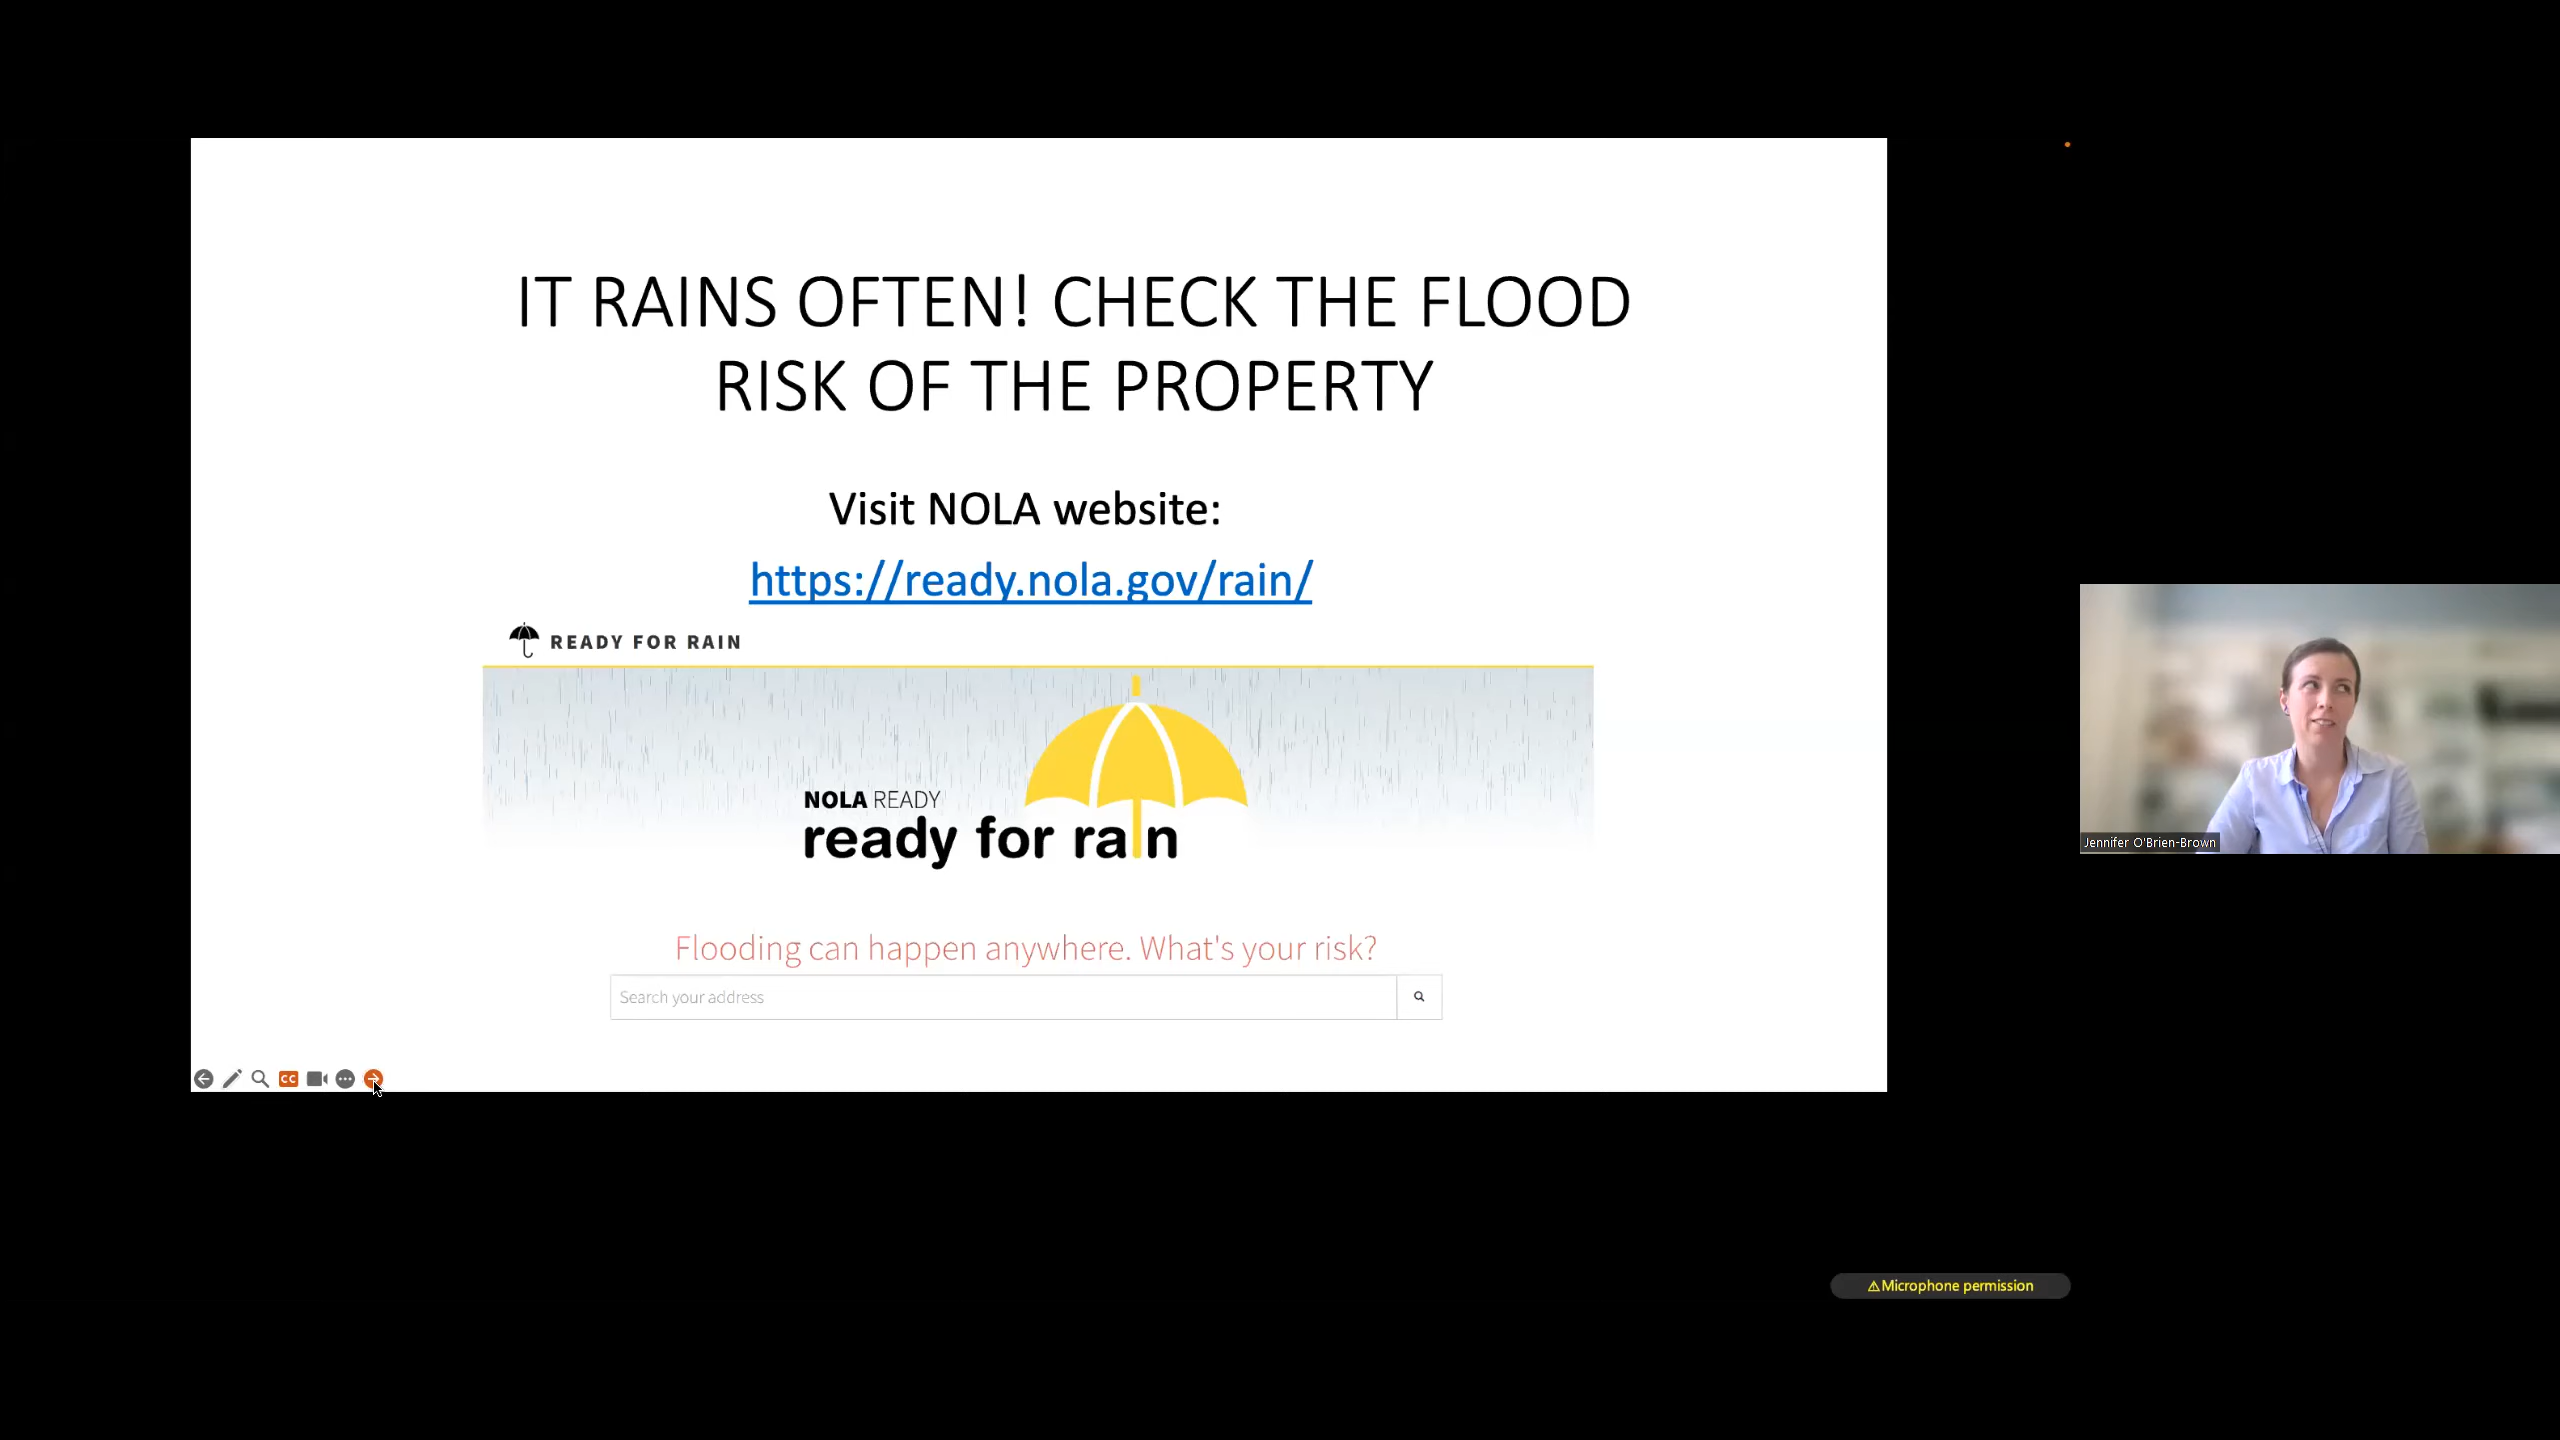 IT RAINS OFTEN! CHECK THE FLOOD
RISK OF THE PROPERTY
Visit NOLA website:
https://ready.nola.gov/rain/
READY FOR RAIN
NOLA READY
ready for rain
Flooding can happen anywhere. What's your risk?
Search your address
CC
Jennifer O'Brien-Brown
⚠Microphone permission